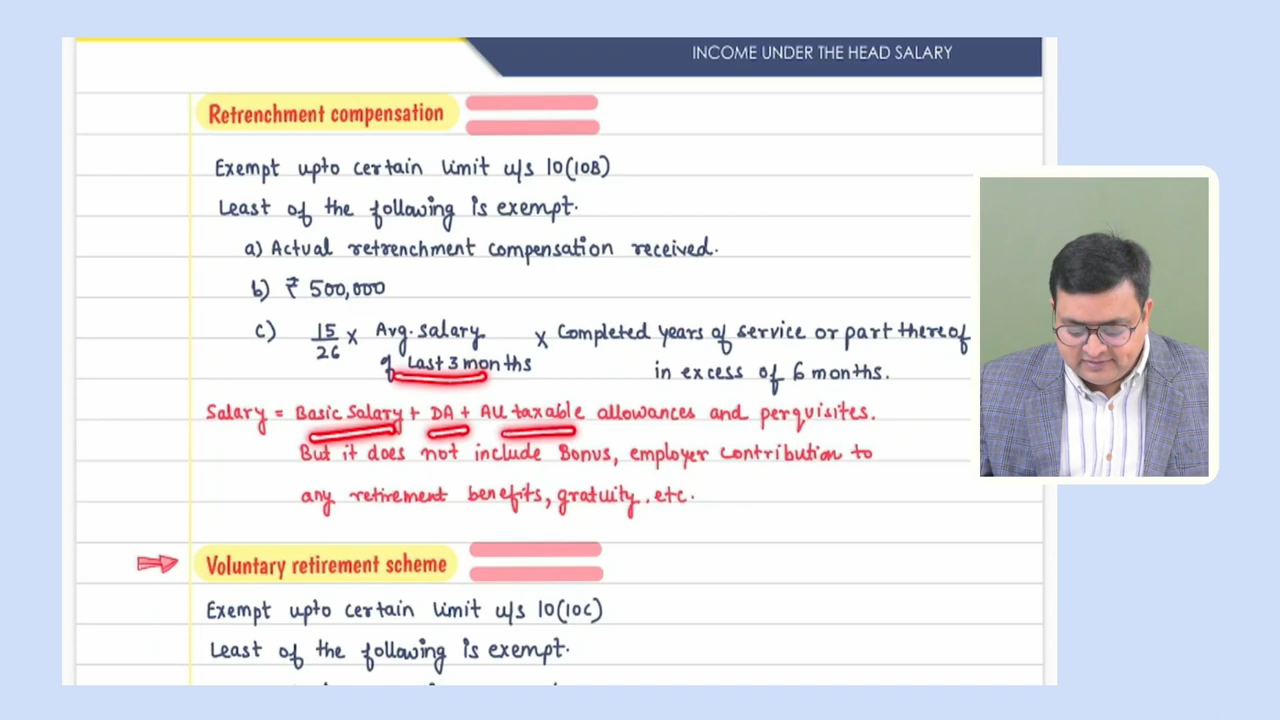 INCOME UNDER THE HEAD SALARY
Retrenchment compensation
Exempt upto certain limit u/s 10(10B)
Least of the following is exempt.
a) Actual retrenchment compensation received.
b) ₹ 500,000
c) 15/26 x Avg. salary of last 3 months x Completed years of service or part there of in excess of 6 months.
Salary = Basic Salary + DA + All taxable allowances and perquisites.
But it does not include Bonus, employer contribution to
any retirement benefits, gratuity. etc.
Voluntary retirement scheme
Exempt upto certain limit u/s 10(10C)
Least of the following is exempt.